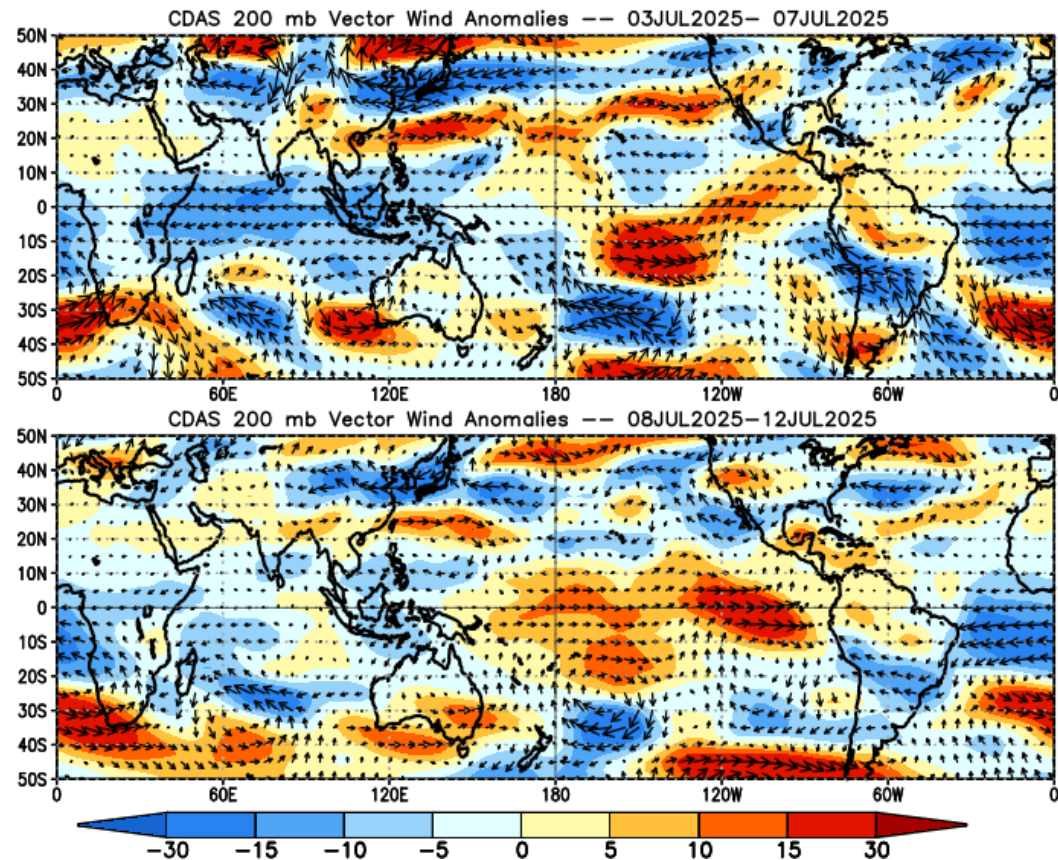 CDAS 200 mb Vector Wind Anomalies -- 03JUL2025- 07JUL2025
50N
40N
30N
20N
10N
0
10S
20S
30S
40S
50S
0 60E 120E 180 120W 60W 0
CDAS 200 mb Vector Wind Anomalies -- 08JUL2025-12JUL2025
50N
40N
30N
20N
10N
0
10S
20S
30S
40S
50S
0 60E 120E 180 120W 60W 0
-30 -15 -10 -5 0 5 10 15 30